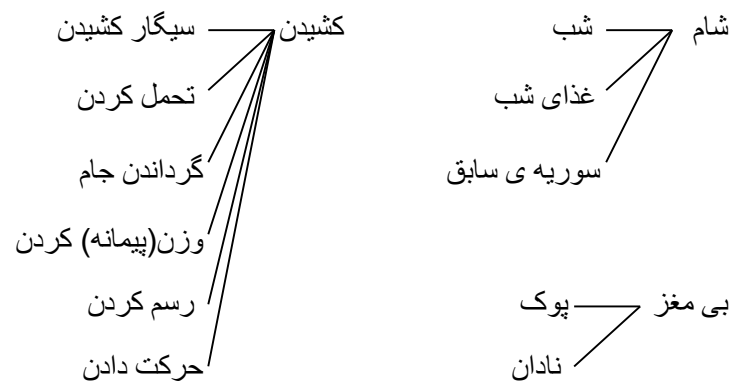 شام
شب
غذای شب
سوریه ی سابق
بی مغز
پوک
نادان
کشیدن
سیگار کشیدن
تحمل کردن
گرداندن جام
وزن(پیمانه) کردن
رسم کردن
حرکت دادن